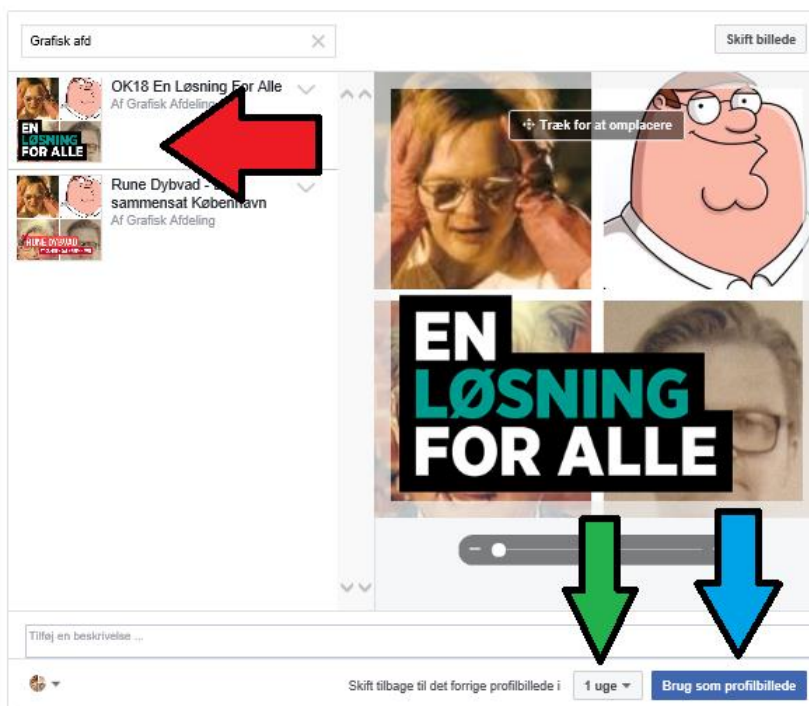 Grafisk afd
Skift billede
OK18 En Løsning For Alle
Af Grafisk Afdeling
EN
LØSNING
FOR ALLE
Rune Dybvad -
sammensat København
Af Grafisk Afdeling
RUNE DYBVAD
Træk for at omplacere
EN
LØSNING
FOR ALLE
Tilføj en beskrivelse ...
Skift tilbage til det forrige profilbillede i
1 uge
Brug som profilbillede